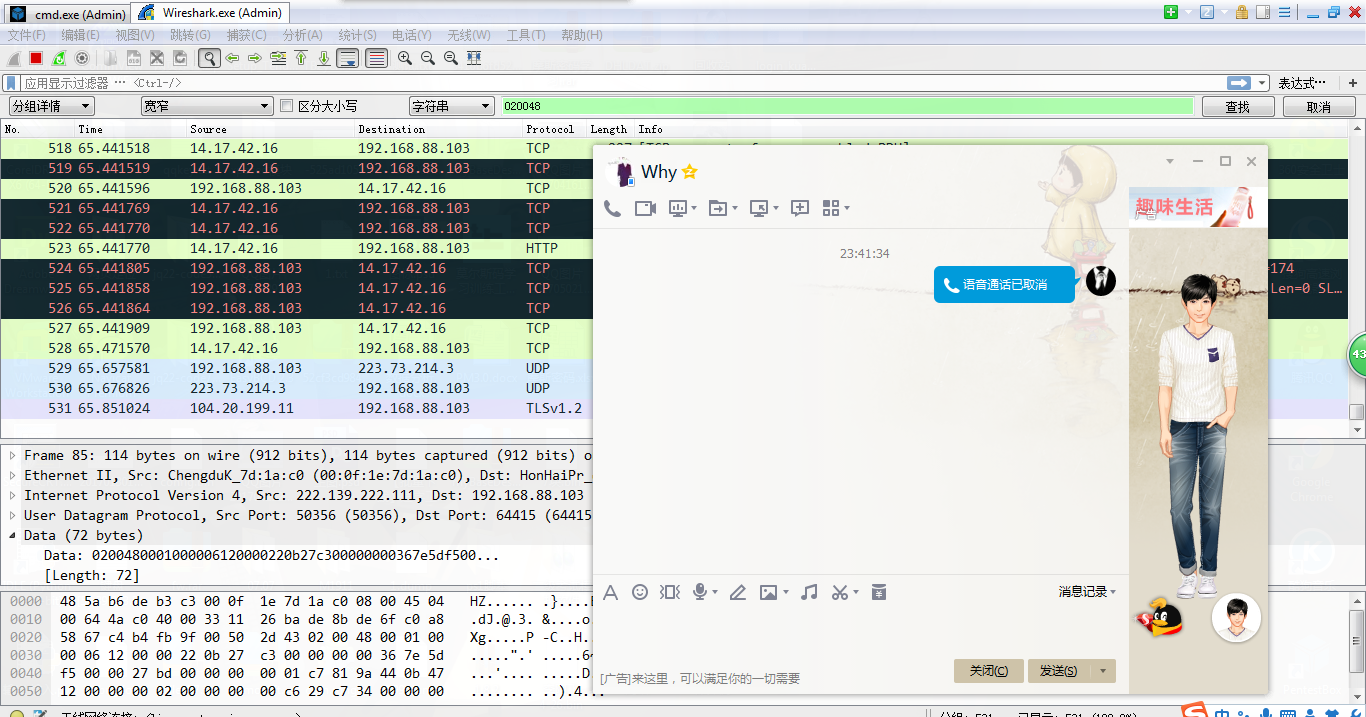 cmd.exe (Admin) Wireshark.exe (Admin)
文件(F) 编辑(E) 视图(V) 跳转(G) 捕获(C) 分析(A) 统计(S) 电话(Y) 无线(W) 工具(T) 帮助(H)
应用显示过滤器 … <Ctrl-/> 表达式… +
分组详情 宽窄 区分大小写 字符串 020048 查找 取消
No. Time Source Destination Protocol Length Info
518 65.441518 14.17.42.16 192.168.88.103 TCP
519 65.441519 14.17.42.16 192.168.88.103 TCP
520 65.441596 192.168.88.103 14.17.42.16 TCP
521 65.441769 14.17.42.16 192.168.88.103 TCP
522 65.441770 14.17.42.16 192.168.88.103 TCP
523 65.441770 14.17.42.16 192.168.88.103 HTTP
524 65.441805 192.168.88.103 14.17.42.16 TCP =174
525 65.441858 192.168.88.103 14.17.42.16 TCP Len=0 SL…
526 65.441864 192.168.88.103 14.17.42.16 TCP
527 65.441909 192.168.88.103 14.17.42.16 TCP
528 65.471570 14.17.42.16 192.168.88.103 TCP
529 65.657581 192.168.88.103 223.73.214.3 UDP
530 65.676826 223.73.214.3 192.168.88.103 UDP
531 65.851024 104.20.199.11 192.168.88.103 TLSv1.2
Frame 85: 114 bytes on wire (912 bits), 114 bytes captured (912 bits) o
Ethernet II, Src: ChengduK_7d:1a:c0 (00:0f:1e:7d:1a:c0), Dst: HonHaiPr_
Internet Protocol Version 4, Src: 222.139.222.111, Dst: 192.168.88.103
User Datagram Protocol, Src Port: 50356 (50356), Dst Port: 64415 (64415
Data (72 bytes)
Data: 0200480001000006120000220b27c300000000367e5df500...
[Length: 72]
0000 48 5a b6 de b3 c3 00 0f 1e 7d 1a c0 08 00 45 04 HZ...... .}....E
0010 00 64 4a c0 40 00 33 11 26 ba de 8b de 6f c0 a8 .dJ.@.3. &....o
0020 58 67 c4 b4 fb 9f 00 50 2d 43 02 00 48 00 01 00 Xg.....P -C..H.
0030 00 06 12 00 00 22 0b 27 c3 00 00 00 00 36 7e 5d .....".' .....6
0040 f5 00 00 27 bd 00 00 00 00 01 c7 81 9a 44 0b 47 ...'.... .....D
0050 12 00 00 00 02 00 00 00 00 c6 29 c7 34 00 00 00 ........ ..).4...
Why
趣味生活
广告
23:41:34
语音通话已取消
43
消息记录
[广告]来这里，可以满足你的一切需要
关闭(C) 发送(S)